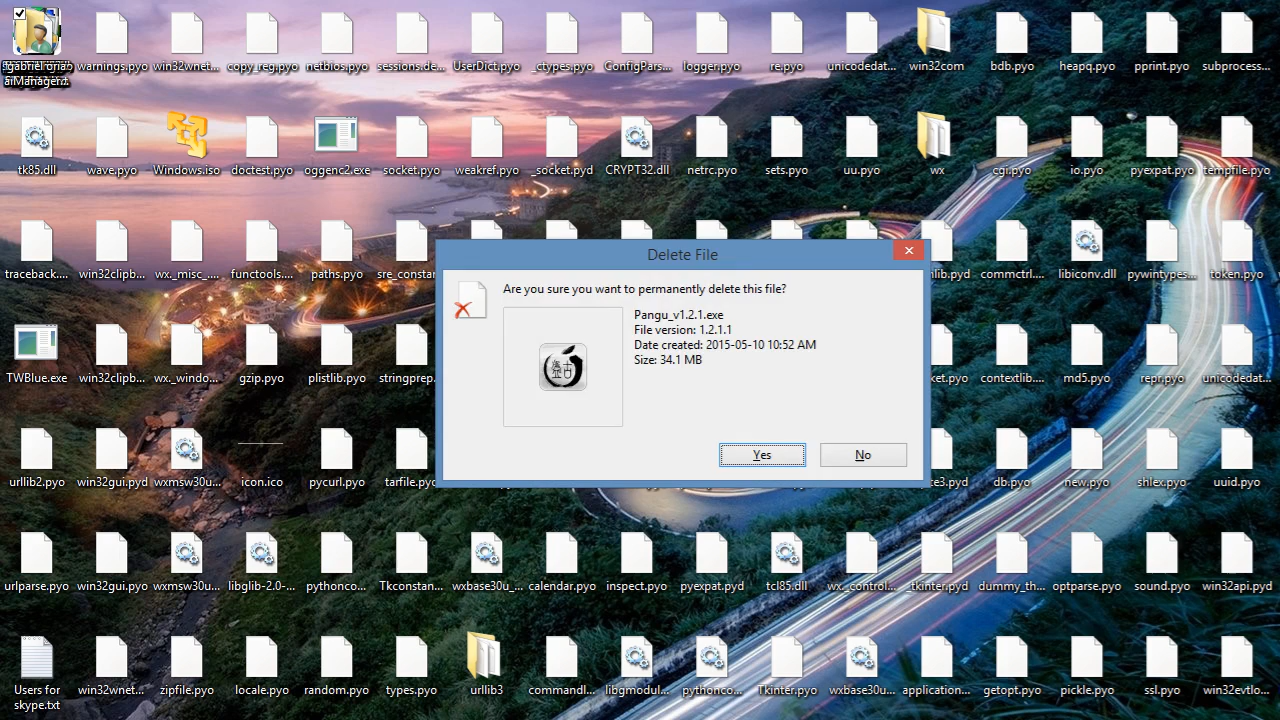 warnings.pyo
win32wnet...
copy_reg.pyo
netbios.pyo
sessions.de...
UserDict.pyo
_ctypes.pyo
ConfigPars...
logger.pyo
re.pyo
unicodedat...
win32com
bdb.pyo
heapq.pyo
pprint.pyo
subprocess...
tk85.dll
wave.pyo
Windows.iso
doctest.pyo
oggenc2.exe
socket.pyo
weakref.pyo
_socket.pyd
CRYPT32.dll
netrc.pyo
sets.pyo
uu.pyo
wx
cgi.pyo
io.pyo
pyexpat.pyo
tempfile.pyo
traceback....
win32clipb...
wx._misc_....
functools....
paths.pyo
sre_constan
commctrl....
libiconv.dll
pywintypes...
token.pyo
Delete File
Are you sure you want to permanently delete this file?
Pangu_v1.2.1.exe
File version: 1.2.1.1
Date created: 2015-05-10 10:52 AM
Size: 34.1 MB
盤古
Yes
No
TWBlue.exe
win32clipb...
wx._windo...
gzip.pyo
plistlib.pyo
stringprep.
ket.pyo
contextlib....
md5.pyo
repr.pyo
unicodedat...
urllib2.pyo
win32gui.pyd
wxmsw30u...
icon.ico
pycurl.pyo
tarfile.pyo
ce3.pyd
db.pyo
new.pyo
shlex.pyo
uuid.pyo
urlparse.pyo
win32gui.pyo
wxmsw30u...
libglib-2.0-...
pythonco...
Tkconstan...
wxbase30u_...
calendar.pyo
inspect.pyo
pyexpat.pyd
tcl85.dll
wx._control...
_tkinter.pyd
dummy_th...
optparse.pyo
sound.pyo
win32api.pyd
Users for
skype.txt
win32wnet...
zipfile.pyo
locale.pyo
random.pyo
types.pyo
urllib3
commandl...
libgmodul...
pythonco...
Tkinter.pyo
wxbase30u...
application...
getopt.pyo
pickle.pyo
ssl.pyo
win32evtlo...